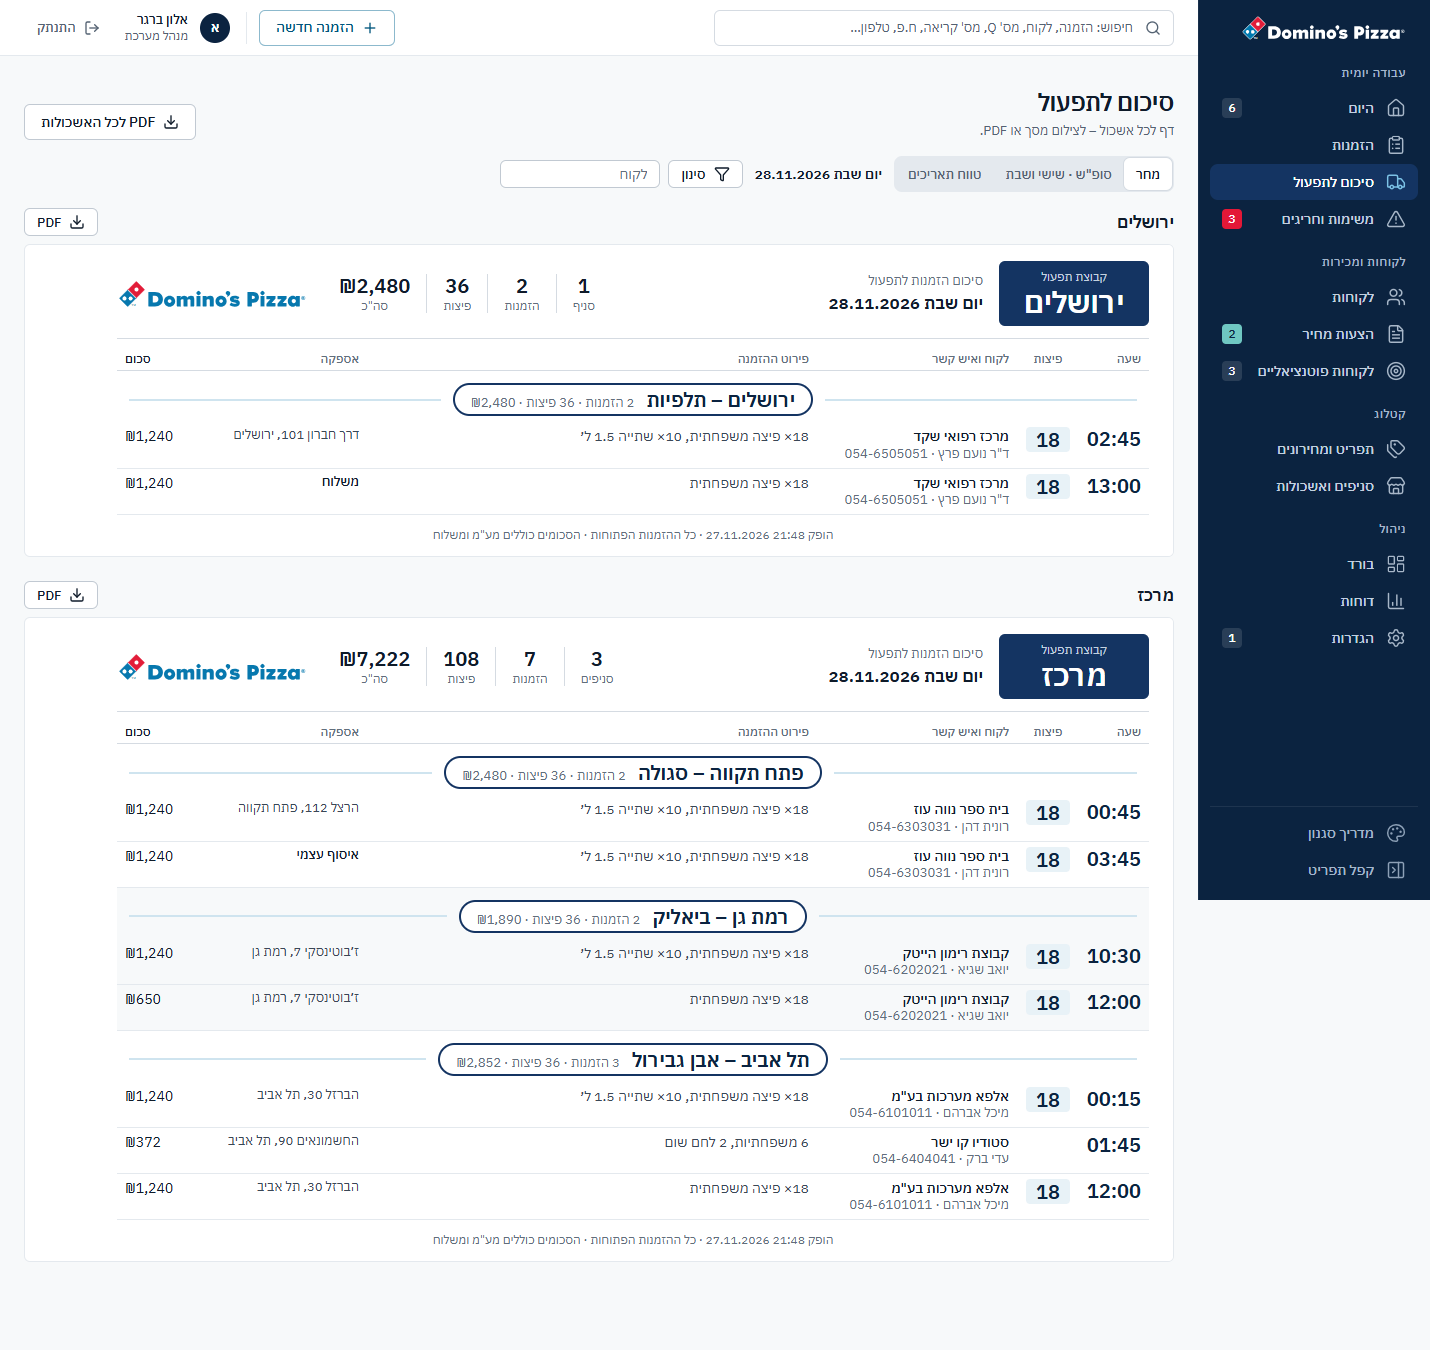 Domino's Pizza
עבודה יומית
היום 6
הזמנות
סיכום לתפעול
משימות וחריגים 3
לקוחות ומכירות
לקוחות
הצעות מחיר 2
לקוחות פוטנציאליים 3
קטלוג
תפריט ומחירונים
סניפים ואשכולות
ניהול
בורד
דוחות
הגדרות 1
מדריך סגנון
קפל תפריט
חיפוש: הזמנה, לקוח, מס' Q, מס' קריאה, ח.פ, טלפון...
הזמנה חדשה
א
אלון ברגר
מנהל מערכת
התנתק
סיכום לתפעול
דף לכל אשכול – לצילום מסך או PDF.
PDF לכל האשכולות
מחר סופ"ש · שישי ושבת טווח תאריכים יום שבת 28.11.2026 סינון לקוח
ירושלים PDF
קבוצת תפעול
ירושלים
סיכום הזמנות לתפעול
יום שבת 28.11.2026
1 2 36 ₪2,480
סניף הזמנות פיצות סה"כ
Domino's Pizza
שעה פיצות לקוח ואיש קשר פירוט ההזמנה אספקה סכום
ירושלים – תלפיות 2 הזמנות · 36 פיצות · ₪2,480
02:45 18 מרכז רפואי שקד 18× פיצה משפחתית, 10× שתייה 1.5 ל' דרך חברון 101, ירושלים ₪1,240
ד"ר נועם פרץ · 054-6505051
13:00 18 מרכז רפואי שקד 18× פיצה משפחתית משלוח ₪1,240
ד"ר נועם פרץ · 054-6505051
הופק 27.11.2026 21:48 · כל ההזמנות הפתוחות · הסכומים כוללים מע"מ ומשלוח
מרכז PDF
קבוצת תפעול
מרכז
סיכום הזמנות לתפעול
יום שבת 28.11.2026
3 7 108 ₪7,222
סניפים הזמנות פיצות סה"כ
Domino's Pizza
שעה פיצות לקוח ואיש קשר פירוט ההזמנה אספקה סכום
פתח תקווה – סגולה 2 הזמנות · 36 פיצות · ₪2,480
00:45 18 בית ספר נווה עוז 18× פיצה משפחתית, 10× שתייה 1.5 ל' הרצל 112, פתח תקווה ₪1,240
רונית דהן · 054-6303031
03:45 18 בית ספר נווה עוז 18× פיצה משפחתית, 10× שתייה 1.5 ל' איסוף עצמי ₪1,240
רונית דהן · 054-6303031
רמת גן – ביאליק 2 הזמנות · 36 פיצות · ₪1,890
10:30 18 קבוצת רימון הייטק 18× פיצה משפחתית, 10× שתייה 1.5 ל' ז'בוטינסקי 7, רמת גן ₪1,240
יואב שגיא · 054-6202021
12:00 18 קבוצת רימון הייטק 18× פיצה משפחתית ז'בוטינסקי 7, רמת גן ₪650
יואב שגיא · 054-6202021
תל אביב – אבן גבירול 3 הזמנות · 36 פיצות · ₪2,852
00:15 18 אלפא מערכות בע"מ 18× פיצה משפחתית, 10× שתייה 1.5 ל' הברזל 30, תל אביב ₪1,240
מיכל אברהם · 054-6101011
01:45 סטודיו קו ישר 6 משפחתיות, 2 לחם שום החשמונאים 90, תל אביב ₪372
עדי ברק · 054-6404041
12:00 18 אלפא מערכות בע"מ 18× פיצה משפחתית הברזל 30, תל אביב ₪1,240
מיכל אברהם · 054-6101011
הופק 27.11.2026 21:48 · כל ההזמנות הפתוחות · הסכומים כוללים מע"מ ומשלוח